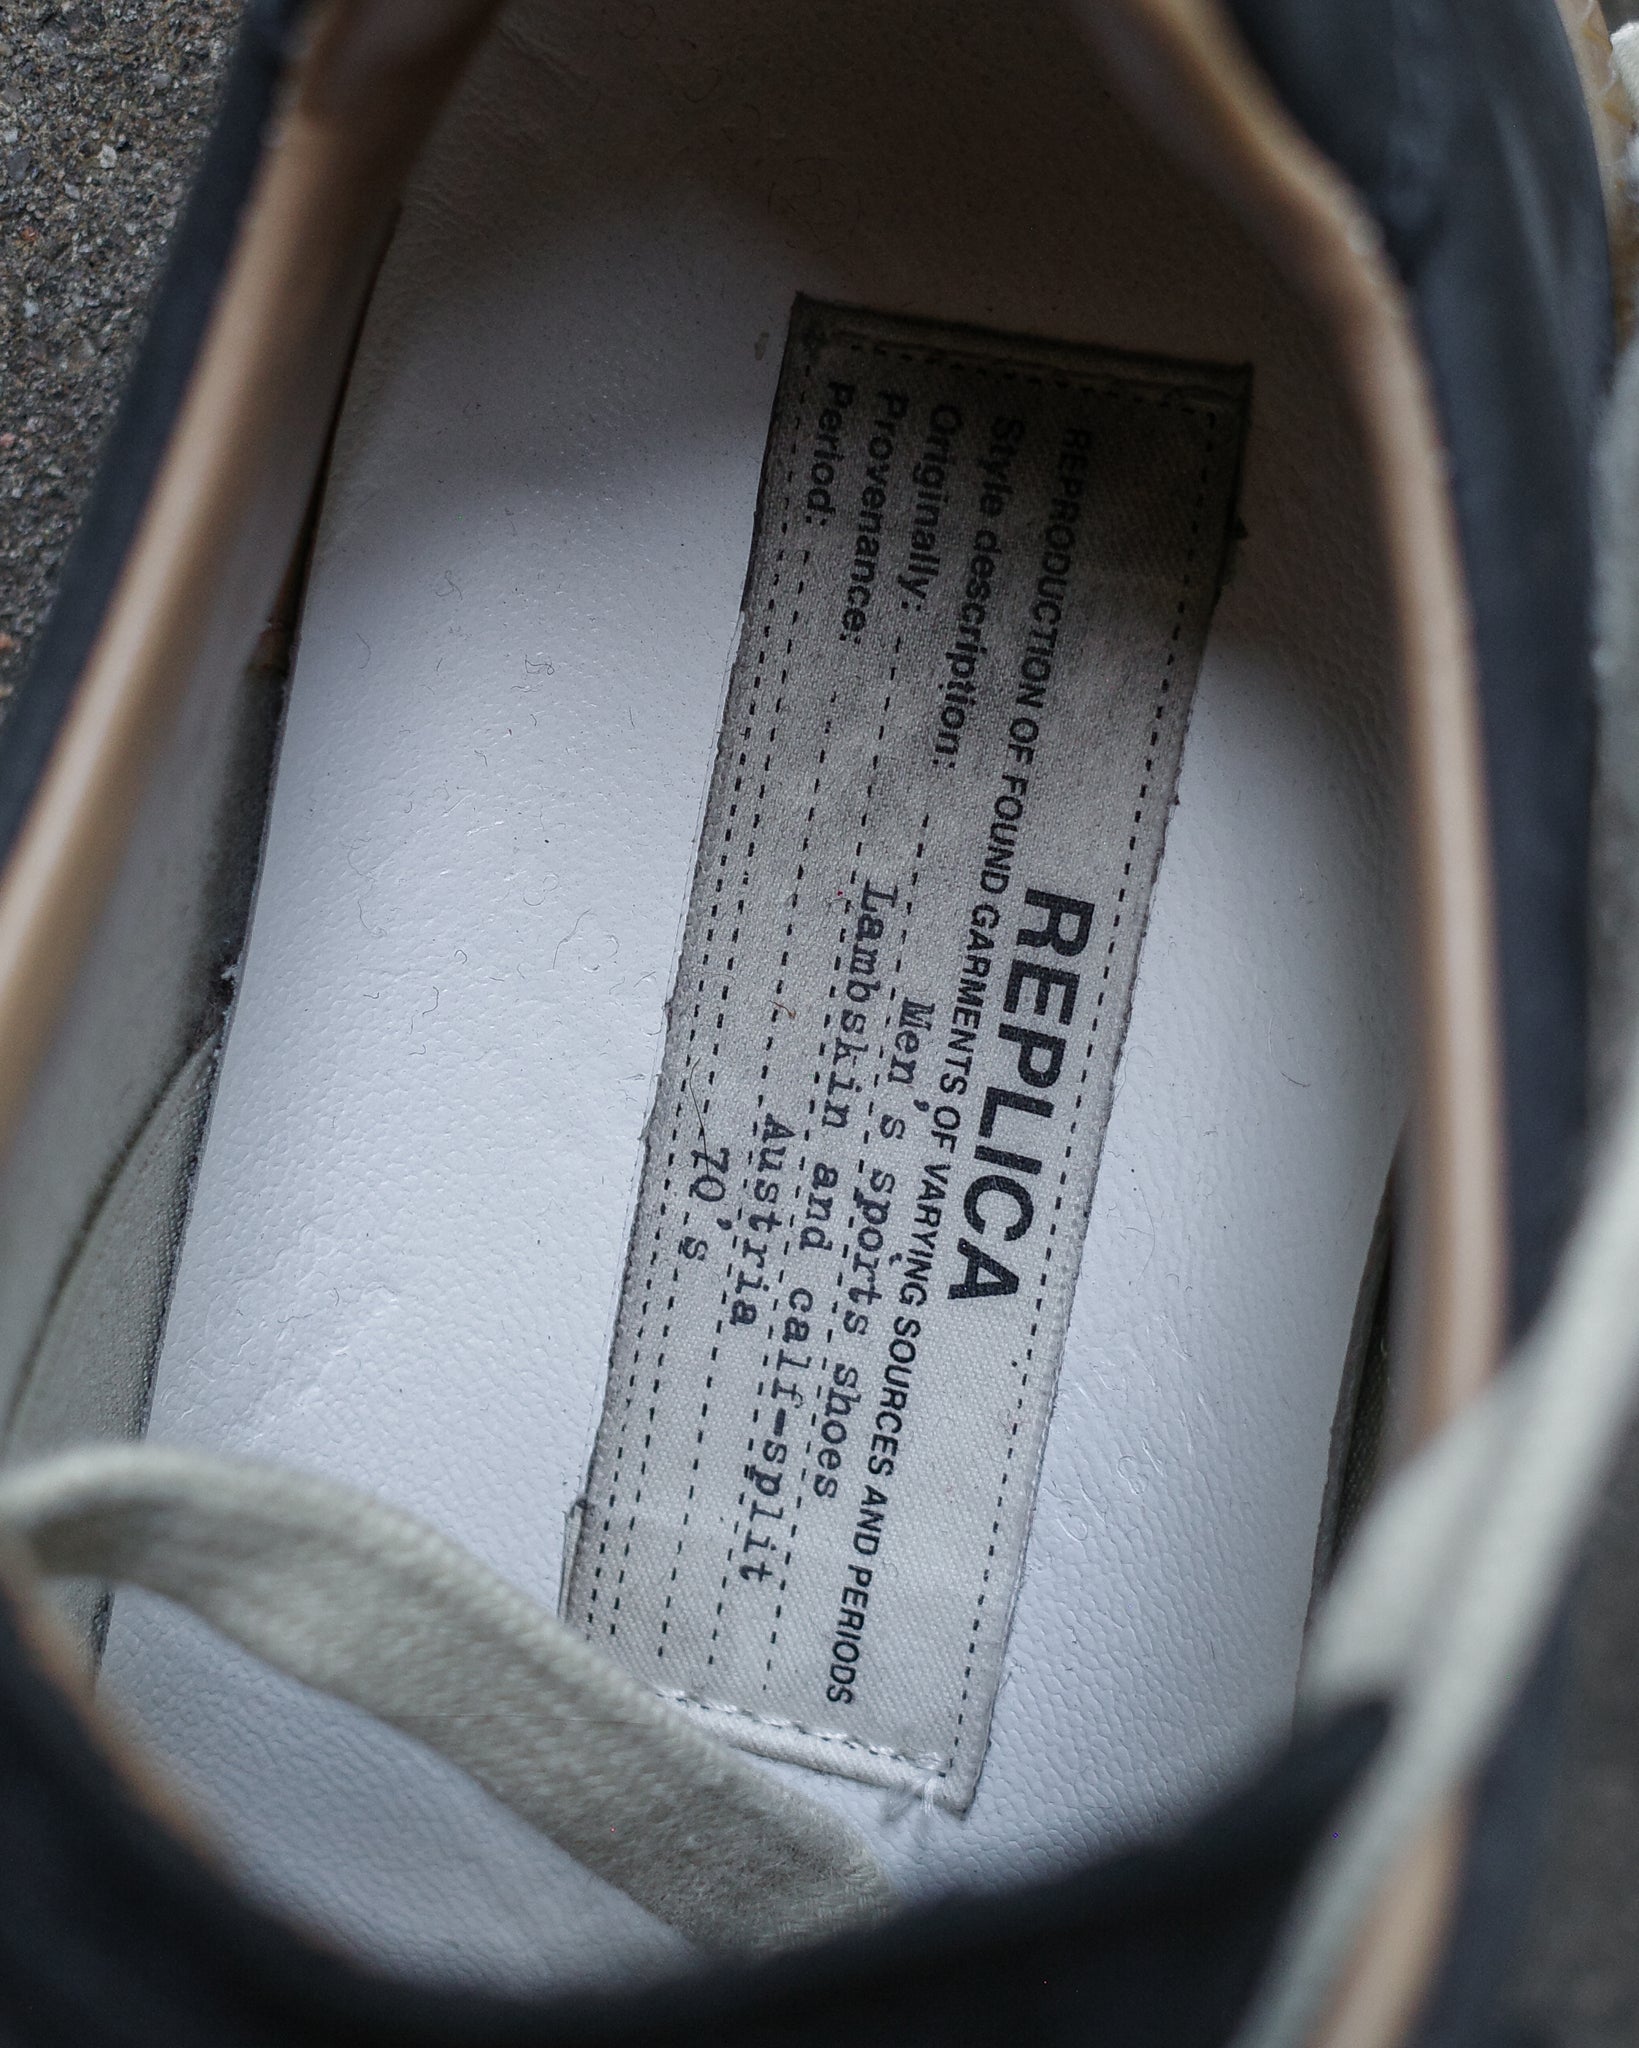 REPLICA
REPRODUCTION OF FOUND GARMENTS OF VARYING SOURCES AND PERIODS
Style description: Men's sports shoes
Originally: Lambskin and calf-split
Provenance: Austria
Period: 70's